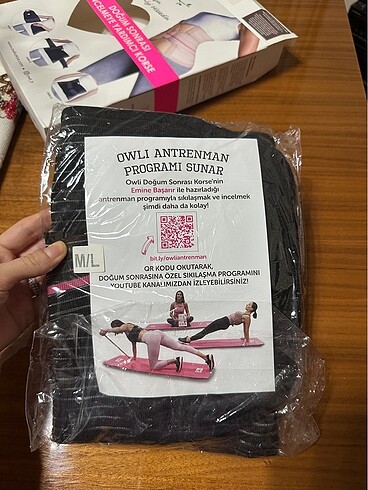 DOĞUM SONRASI
İNCELMEYE YARDIMCI KORSE
OWLI ANTRENMAN
PROGRAMI SUNAR
Owli Doğum Sonrası Korse'nin
Emine Başarır ile hazırladığı
antrenman programıyla sıkılaşmak ve incelmek
şimdi daha da kolay!
bit.ly/owliantrenman
M/L
QR KODU OKUTARAK,
DOĞUM SONRASINA ÖZEL SIKILAŞMA PROGRAMINI
YOUTUBE KANALIMIZDAN İZLEYEBİLİRSİNİZ!